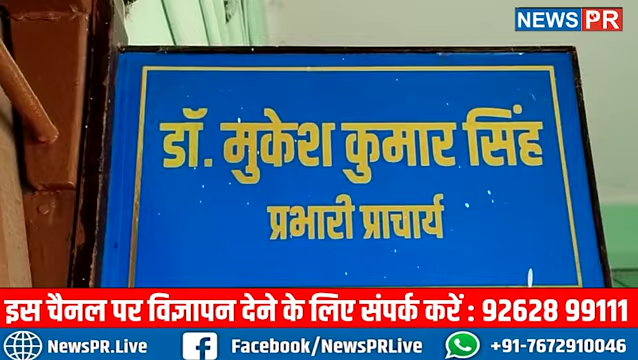 NEWS PR
डॉ. मुकेश कुमार सिंह
प्रभारी प्राचार्य
इस चैनल पर विज्ञापन देने के लिए संपर्क करें : 92628 99111
NewsPR.Live Facebook/NewsPRLive +91-7672910046